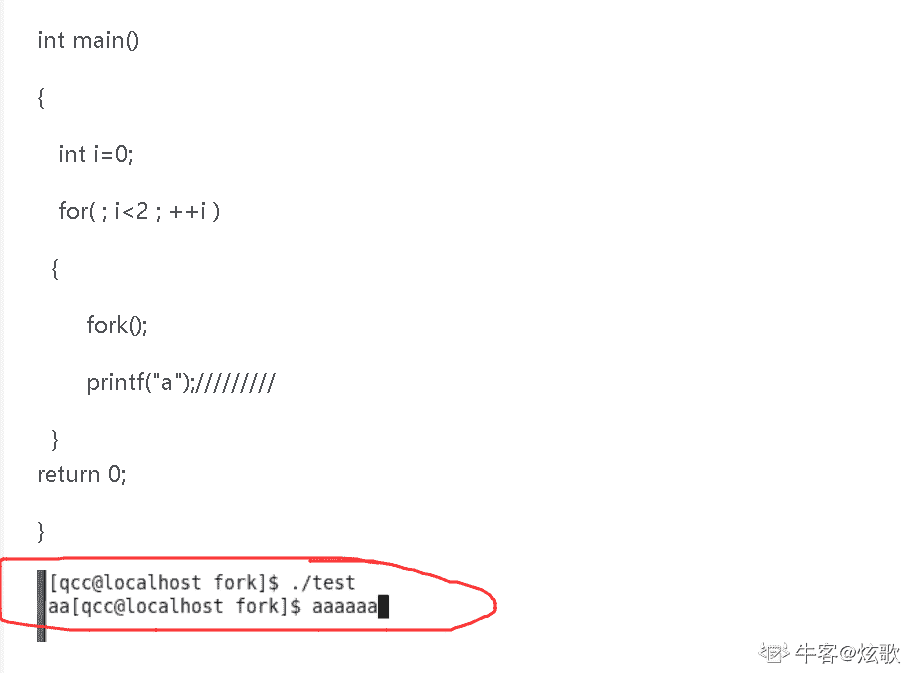 int main()
{
int i=0;
for( ; i<2 ; ++i )
{
fork();
printf("a");/////////
}
return 0;
}
[qcc@localhost fork]$ ./test
aa[qcc@localhost fork]$ aaaaaa
牛客@炫歌